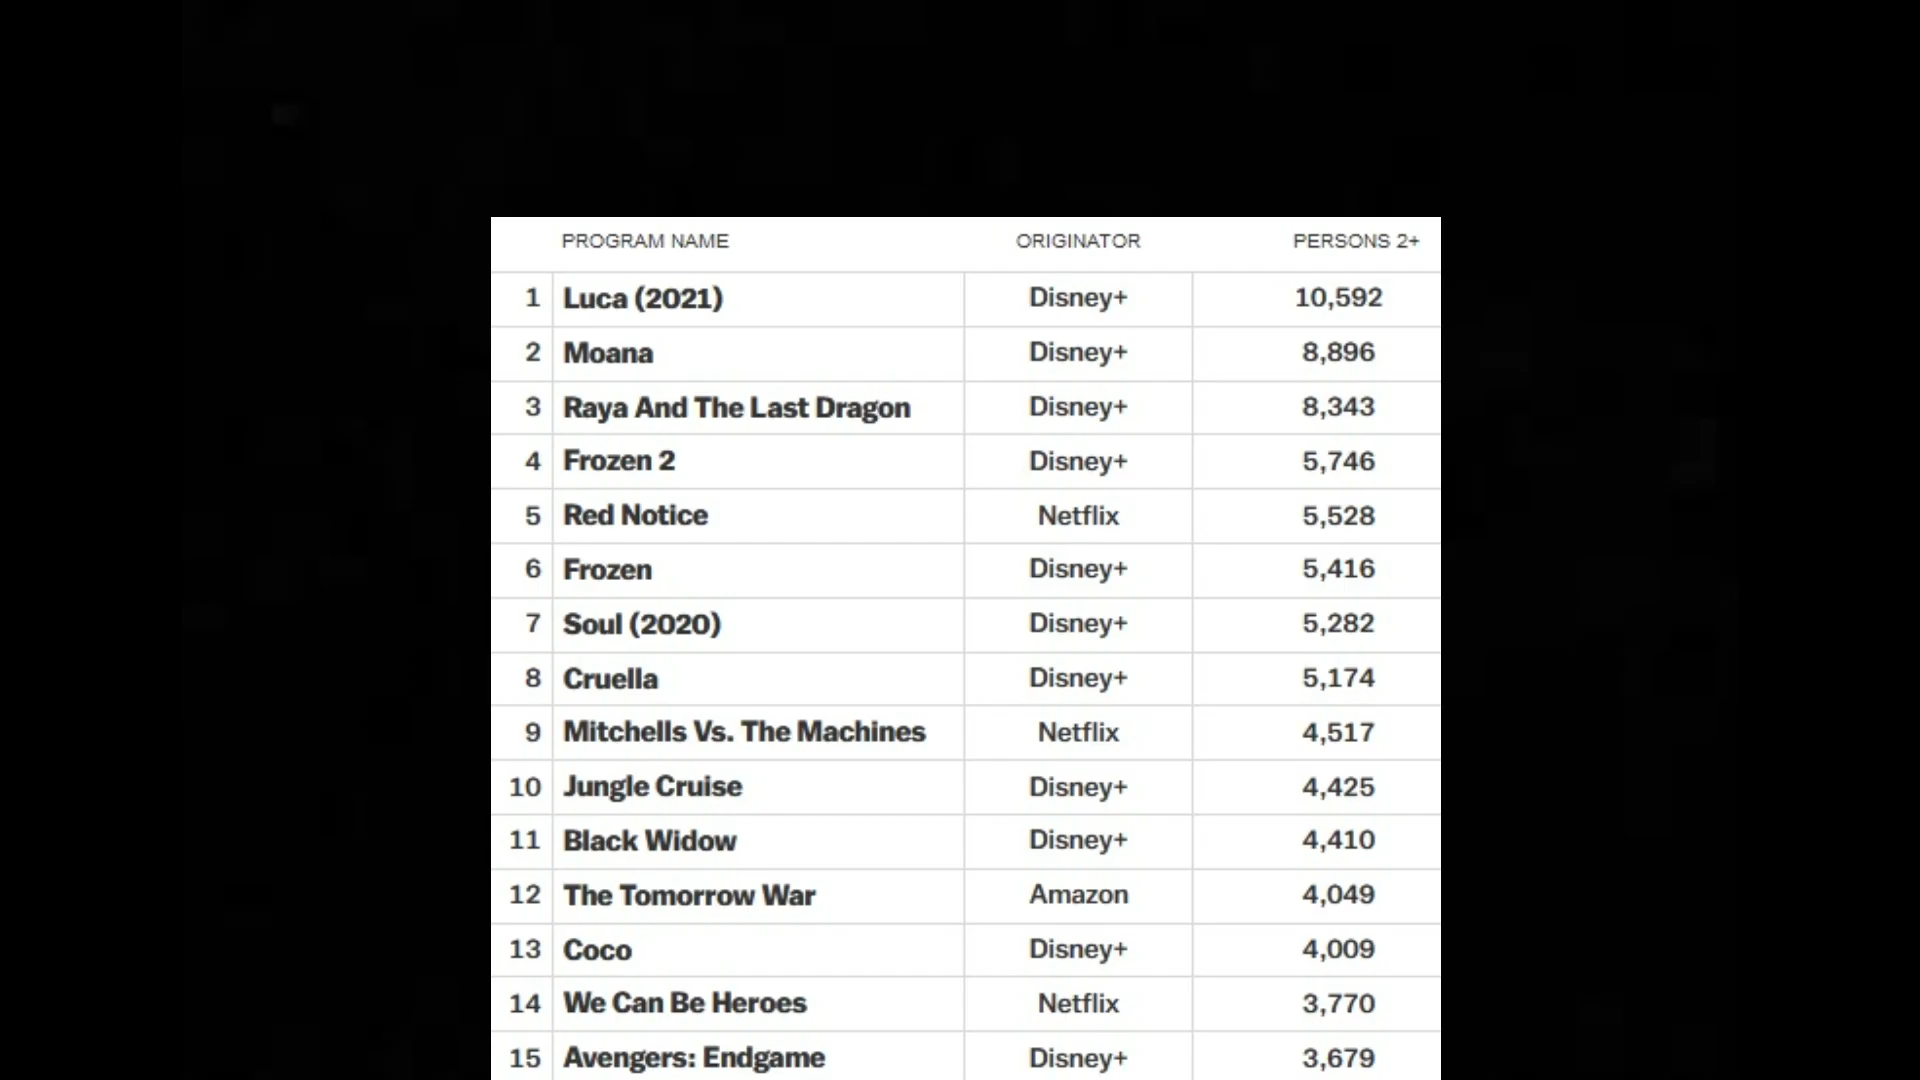 PROGRAM NAME ORIGINATOR PERSONS 2+
1 Luca (2021) Disney+ 10,592
2 Moana Disney+ 8,896
3 Raya And The Last Dragon Disney+ 8,343
4 Frozen 2 Disney+ 5,746
5 Red Notice Netflix 5,528
6 Frozen Disney+ 5,416
7 Soul (2020) Disney+ 5,282
8 Cruella Disney+ 5,174
9 Mitchells Vs. The Machines Netflix 4,517
10 Jungle Cruise Disney+ 4,425
11 Black Widow Disney+ 4,410
12 The Tomorrow War Amazon 4,049
13 Coco Disney+ 4,009
14 We Can Be Heroes Netflix 3,770
15 Avengers: Endgame Disney+ 3,679